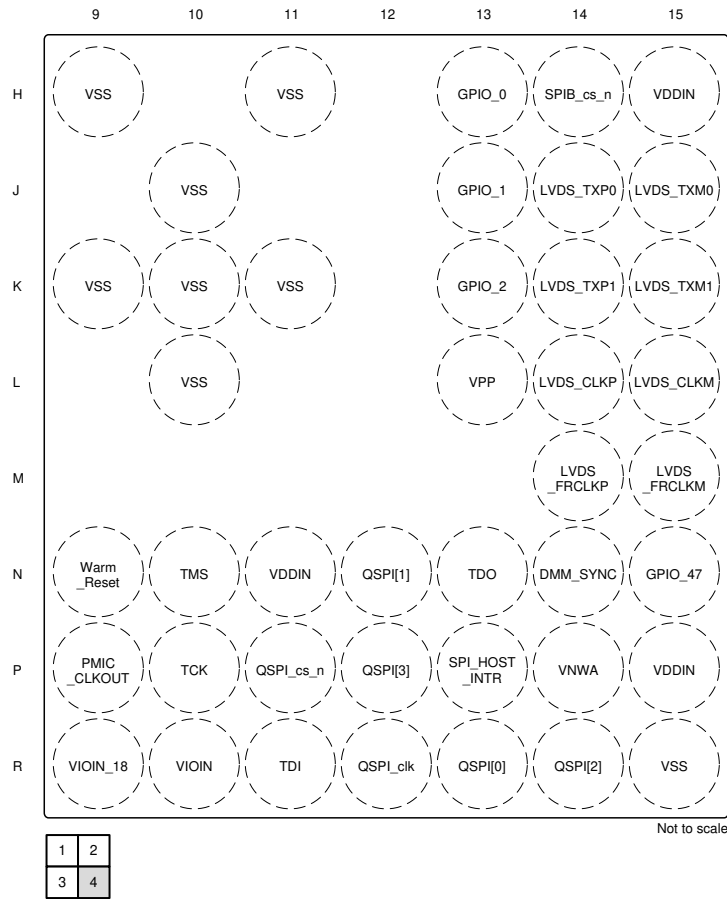 9 10 11 12 13 14 15
H VSS VSS GPIO_0 SPIB_cs_n VDDIN
J VSS GPIO_1 LVDS_TXP0 LVDS_TXM0
K VSS VSS VSS GPIO_2 LVDS_TXP1 LVDS_TXM1
L VSS VPP LVDS_CLKP LVDS_CLKM
M LVDS _FRCLKP LVDS _FRCLKM
N Warm _Reset TMS VDDIN QSPI[1] TDO DMM_SYNC GPIO_47
P PMIC _CLKOUT TCK QSPI_cs_n QSPI[3] SPI_HOST _INTR VNWA VDDIN
R VIOIN_18 VIOIN TDI QSPI_clk QSPI[0] QSPI[2] VSS
Not to scale
1 2
3 4